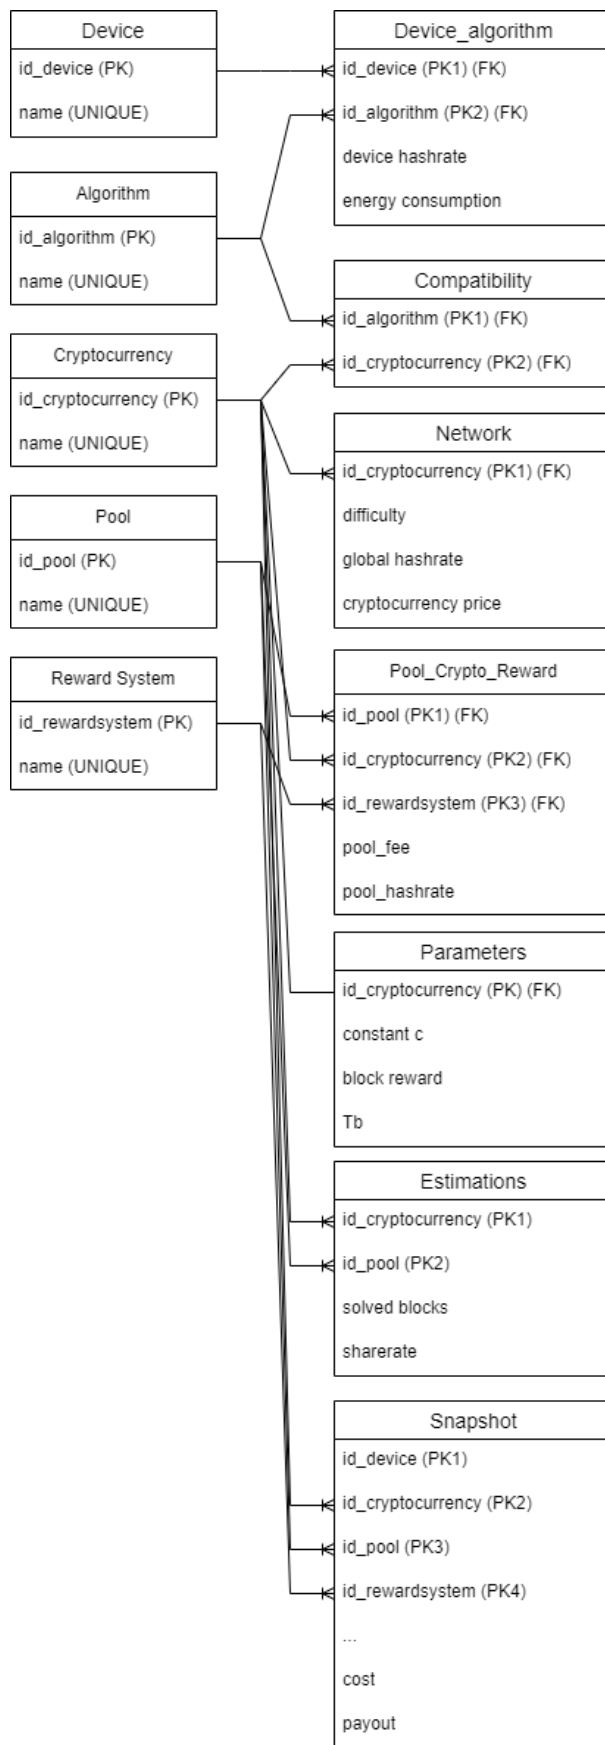 Device
id_device (PK)
name (UNIQUE)
Algorithm
id_algorithm (PK)
name (UNIQUE)
Cryptocurrency
id_cryptocurrency (PK)
name (UNIQUE)
Pool
id_pool (PK)
name (UNIQUE)
Reward System
id_rewardsystem (PK)
name (UNIQUE)
Device_algorithm
id_device (PK1) (FK)
id_algorithm (PK2) (FK)
device hashrate
energy consumption
Compatibility
id_algorithm (PK1) (FK)
id_cryptocurrency (PK2) (FK)
Network
id_cryptocurrency (PK1) (FK)
difficulty
global hashrate
cryptocurrency price
Pool_Crypto_Reward
id_pool (PK1) (FK)
id_cryptocurrency (PK2) (FK)
id_rewardsystem (PK3) (FK)
pool_fee
pool_hashrate
Parameters
id_cryptocurrency (PK) (FK)
constant c
block reward
Tb
Estimations
id_cryptocurrency (PK1)
id_pool (PK2)
solved blocks
sharerate
Snapshot
id_device (PK1)
id_cryptocurrency (PK2)
id_pool (PK3)
id_rewardsystem (PK4)
...
cost
payout